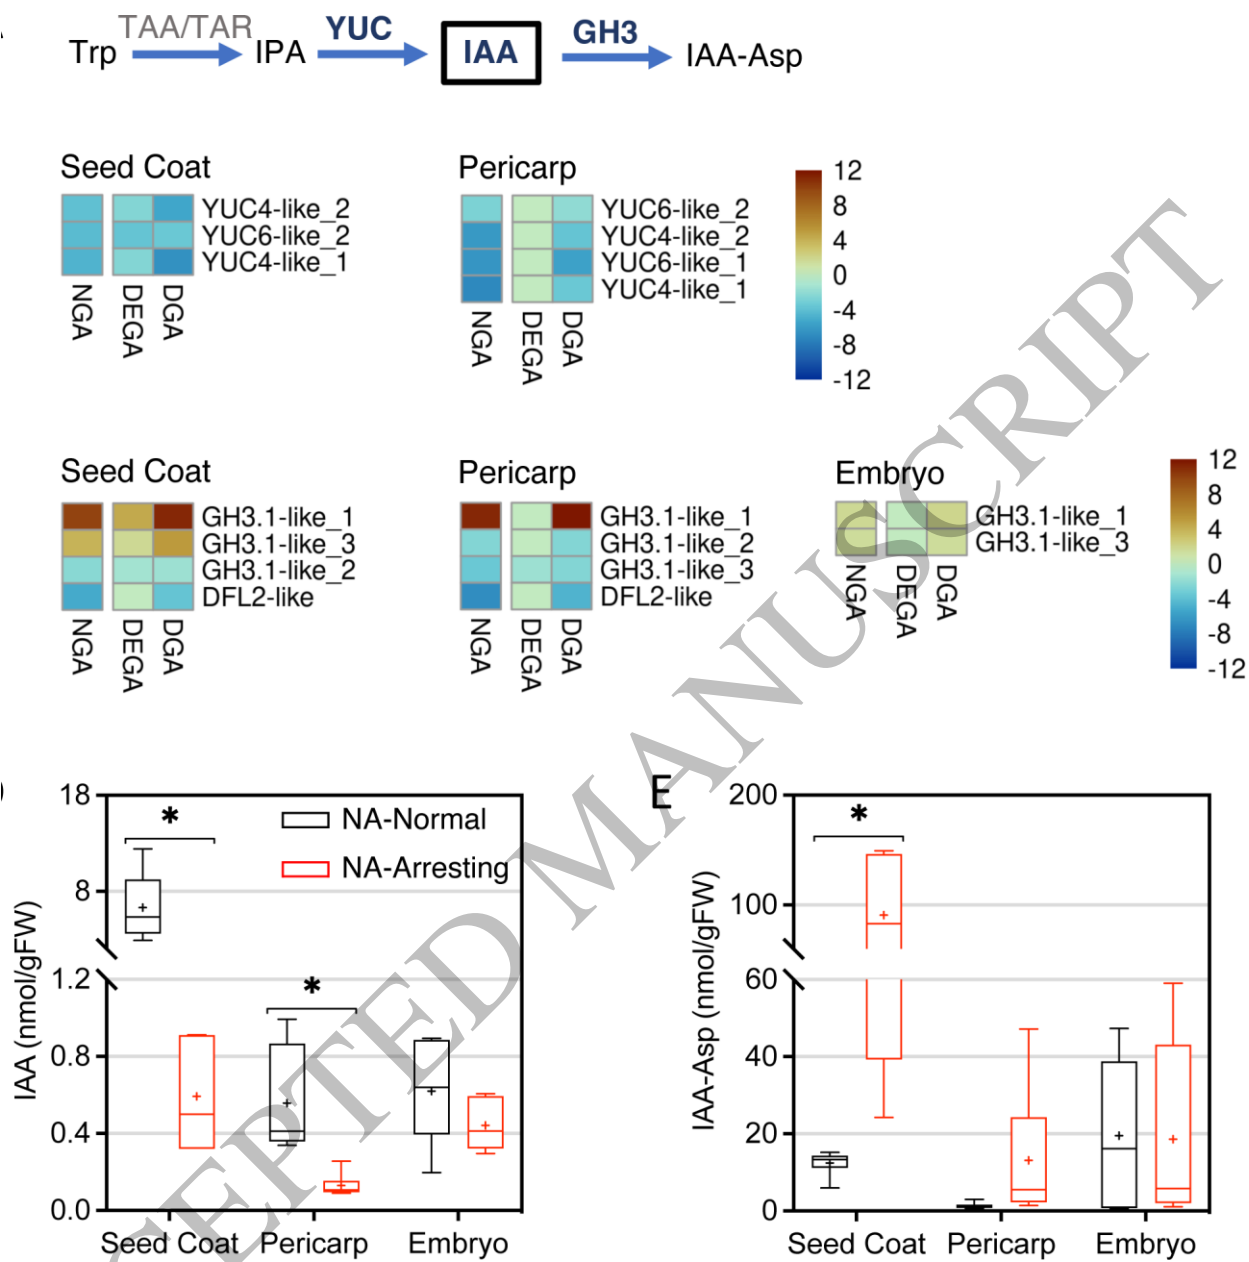 TAA/TAR YUC GH3
Trp IPA IAA IAA-Asp
Seed Coat
YUC4-like_2
YUC6-like_2
YUC4-like_1
NGA DEGA DGA
Pericarp
YUC6-like_2
YUC4-like_2
YUC6-like_1
YUC4-like_1
NGA DEGA DGA
12
8
4
0
-4
-8
-12
Seed Coat
GH3.1-like_1
GH3.1-like_3
GH3.1-like_2
DFL2-like
NGA DEGA DGA
Pericarp
GH3.1-like_1
GH3.1-like_2
GH3.1-like_3
DFL2-like
NGA DEGA DGA
Embryo
GH3.1-like_1
GH3.1-like_3
NGA DEGA DGA
12
8
4
0
-4
-8
-12
IAA (nmol/gFW)
18
8
1.2
0.8
0.4
0.0
*
*
NA-Normal
NA-Arresting
Seed Coat Pericarp Embryo
E
IAA-Asp (nmol/gFW)
200
100
60
40
20
0
*
Seed Coat Pericarp Embryo
CEPTED MANUSCRIPT